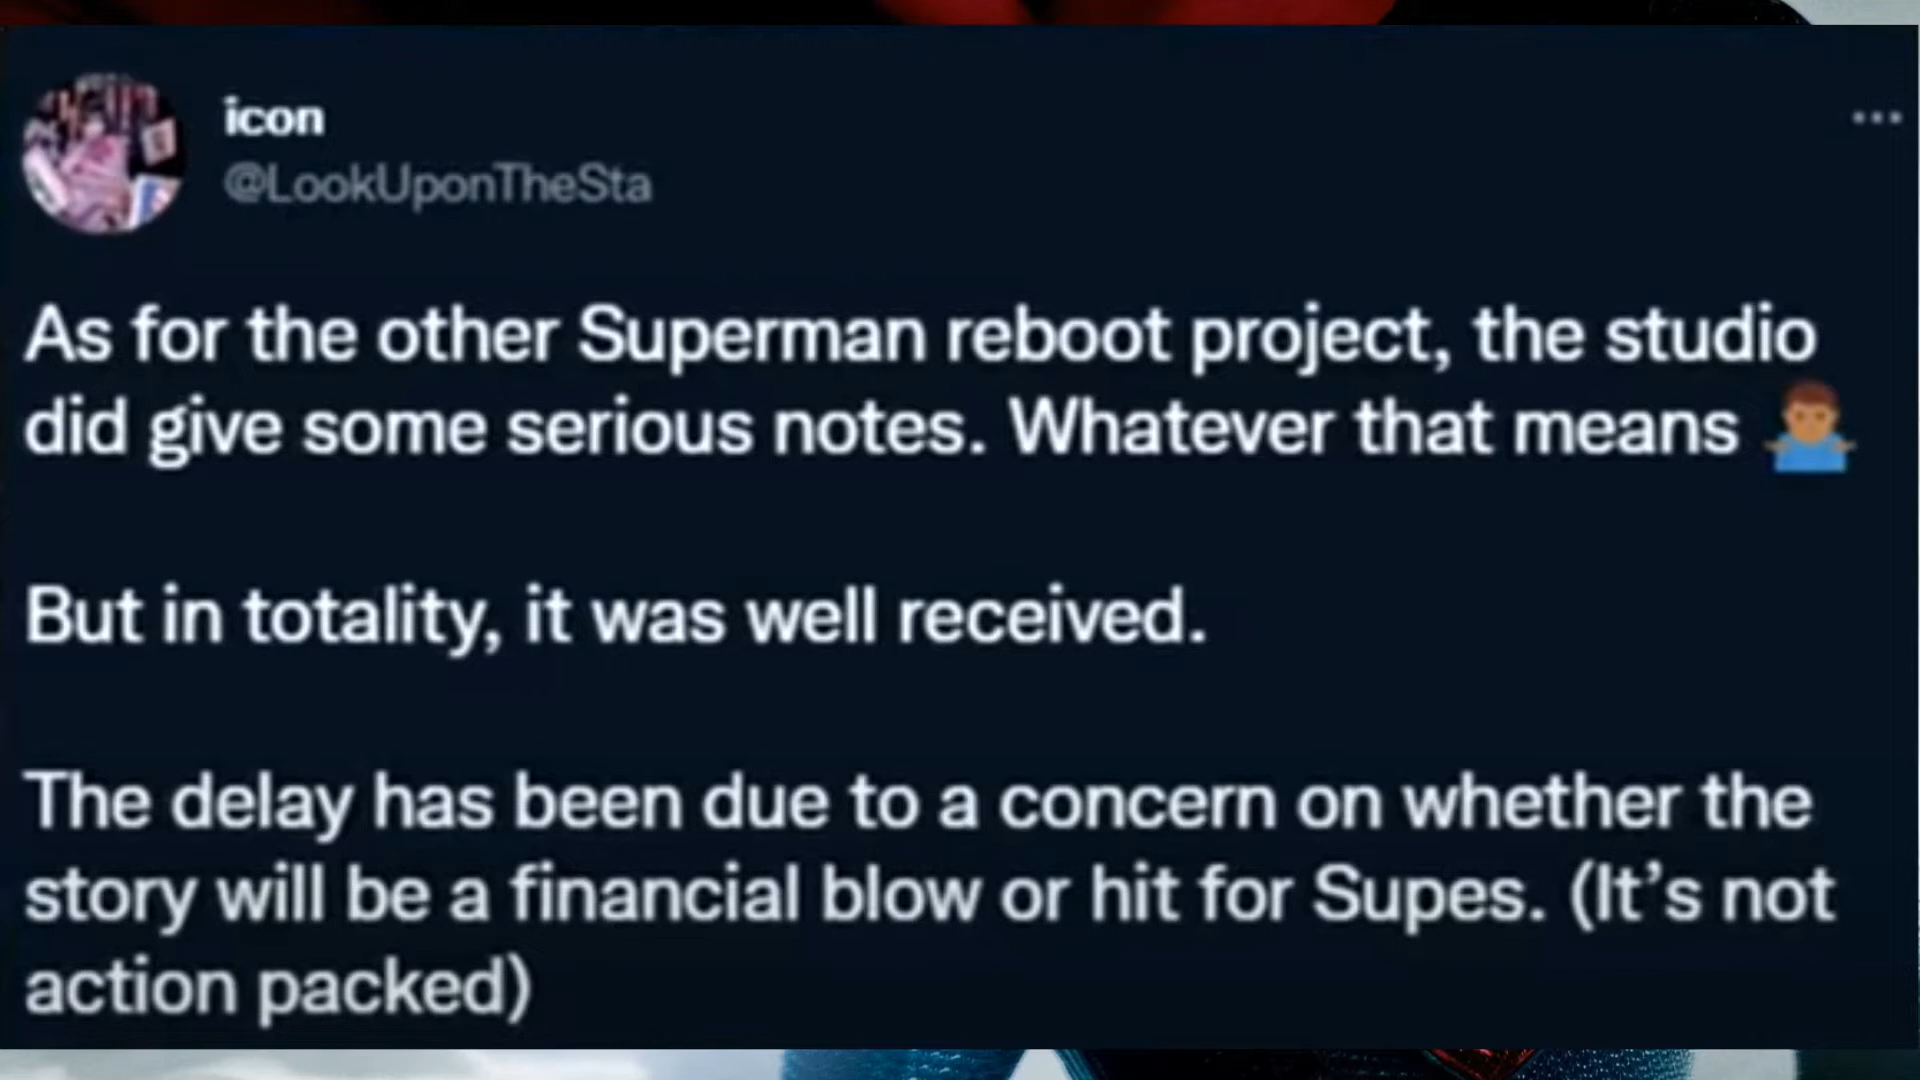 icon
@LookUponTheSta
As for the other Superman reboot project, the studio
did give some serious notes. Whatever that means 🤷🏽‍♂️
But in totality, it was well received.
The delay has been due to a concern on whether the
story will be a financial blow or hit for Supes. (It’s not
action packed)